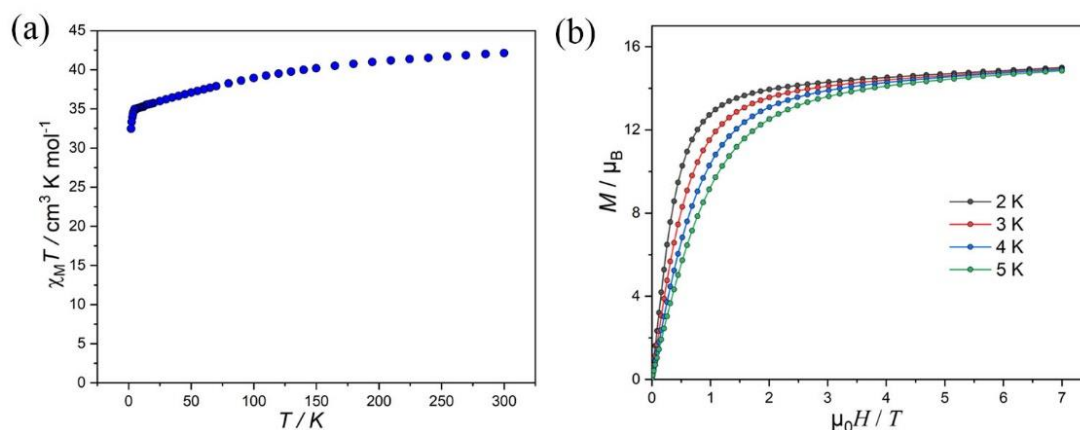 (a)
45
40
35
30
25
20
15
10
5
0
χMT / cm³ K mol⁻¹
0 50 100 150 200 250 300
T / K
(b)
16
12
8
4
0
M / μB
2 K
3 K
4 K
5 K
0 1 2 3 4 5 6 7
μ₀H / T